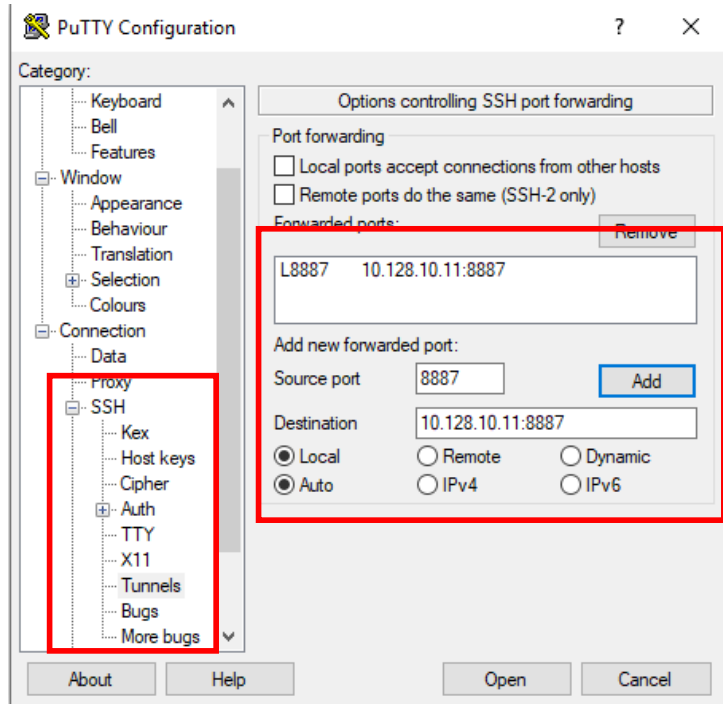 PuTTY Configuration ? ×
Category:
Keyboard
Bell
Features
Window
Appearance
Behaviour
Translation
Selection
Colours
Connection
Data
Proxy
SSH
Kex
Host keys
Cipher
Auth
TTY
X11
Tunnels
Bugs
More bugs
Options controlling SSH port forwarding
Port forwarding
Local ports accept connections from other hosts
Remote ports do the same (SSH-2 only)
Forwarded ports:
Remove
L8887 10.128.10.11:8887
Add new forwarded port:
Source port 8887 Add
Destination 10.128.10.11:8887
Local Remote Dynamic
Auto IPv4 IPv6
About Help Open Cancel